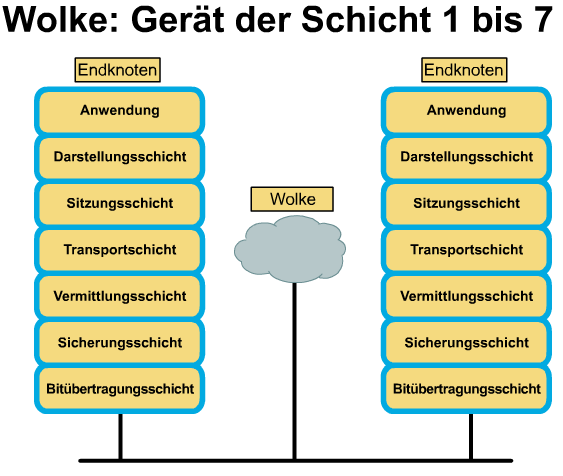 Wolke: Gerät der Schicht 1 bis 7
Endknoten
Anwendung
Darstellungsschicht
Sitzungsschicht
Transportschicht
Vermittlungsschicht
Sicherungsschicht
Bitübertragungsschicht
Wolke
Endknoten
Anwendung
Darstellungsschicht
Sitzungsschicht
Transportschicht
Vermittlungsschicht
Sicherungsschicht
Bitübertragungsschicht